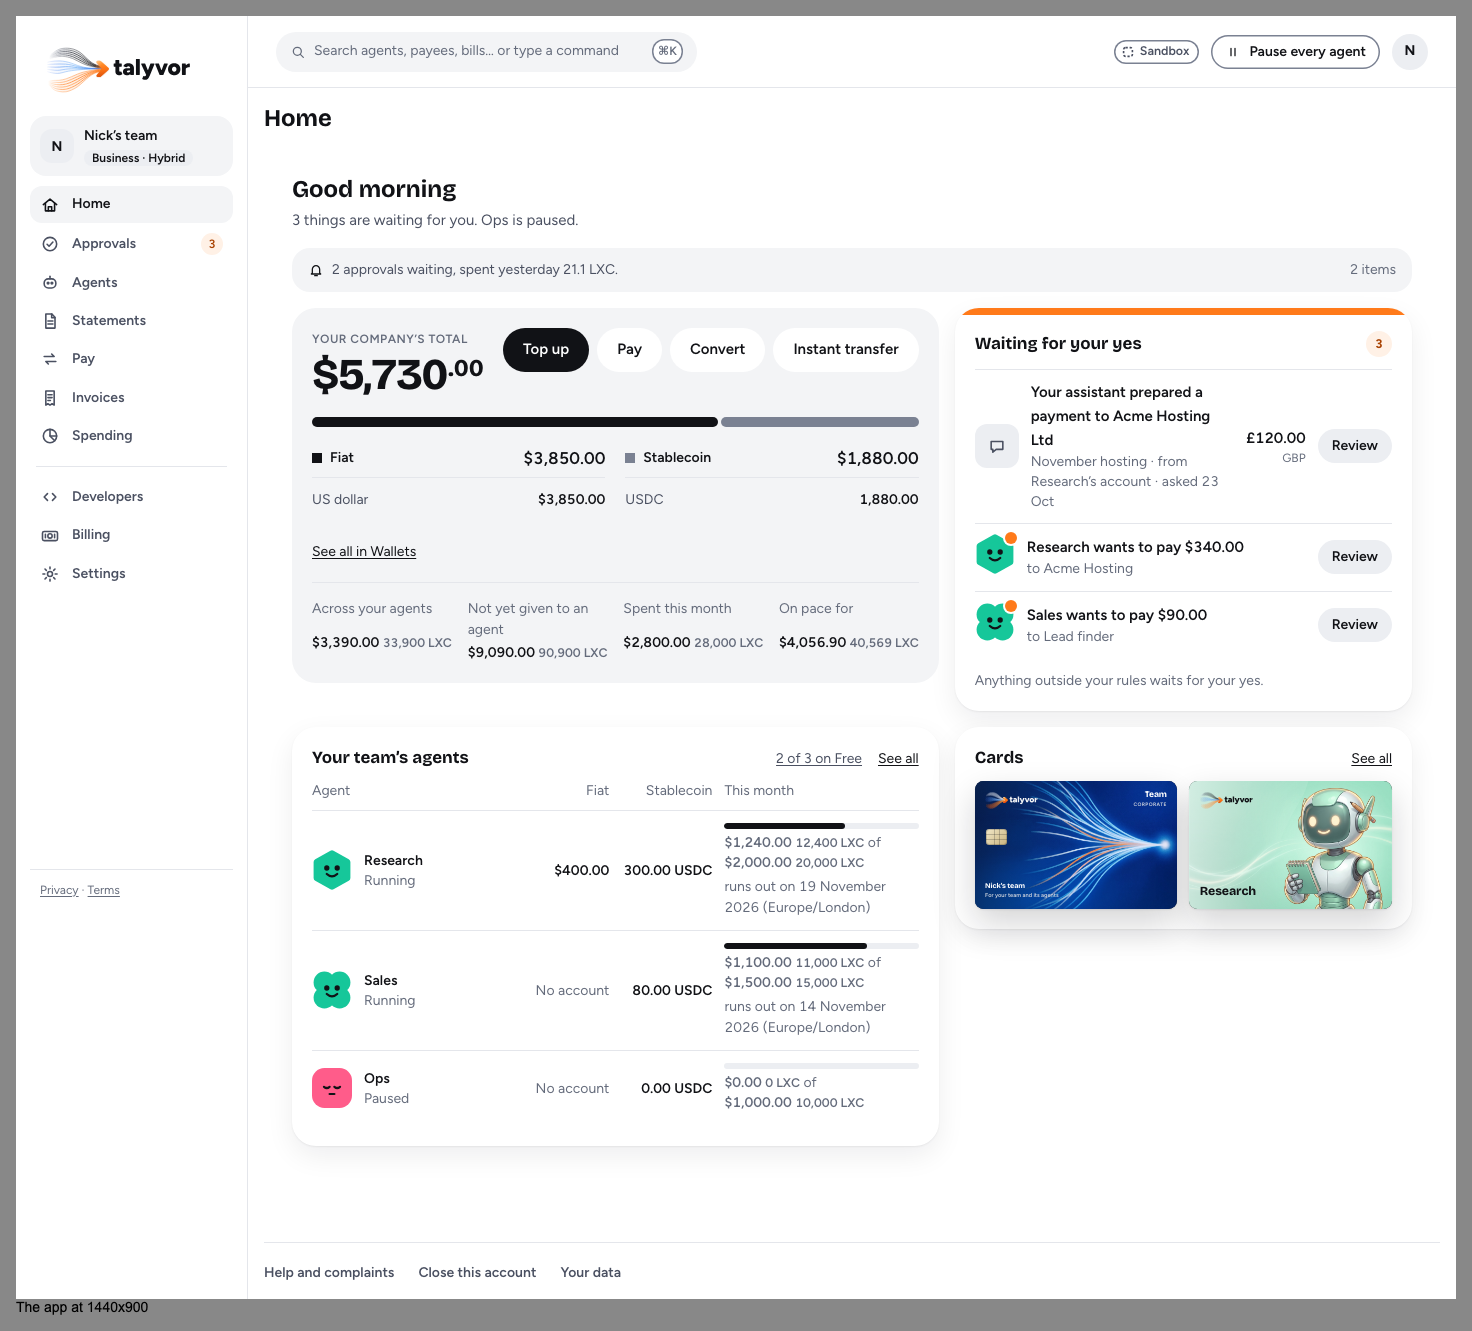 talyvor
N
Nick's team
Business · Hybrid
Home
Approvals
3
Agents
Statements
Pay
Invoices
Spending
Developers
Billing
Settings
Privacy · Terms
Search agents, payees, bills... or type a command
⌘K
Sandbox
Pause every agent
N
Home
Good morning
3 things are waiting for you. Ops is paused.
2 approvals waiting, spent yesterday 21.1 LXC.
2 items
YOUR COMPANY'S TOTAL
$5,730.00
Top up
Pay
Convert
Instant transfer
Fiat
$3,850.00
Stablecoin
$1,880.00
US dollar
$3,850.00
USDC
1,880.00
See all in Wallets
Across your agents
$3,390.00 33,900 LXC
Not yet given to an
agent
$9,090.00 90,900 LXC
Spent this month
$2,800.00 28,000 LXC
On pace for
$4,056.90 40,569 LXC
Waiting for your yes
3
Your assistant prepared a
payment to Acme Hosting
Ltd
November hosting · from
Research's account · asked 23
Oct
£120.00
GBP
Review
Research wants to pay $340.00
to Acme Hosting
Review
Sales wants to pay $90.00
to Lead finder
Review
Anything outside your rules waits for your yes.
Your team's agents
2 of 3 on Free
See all
Agent
Fiat
Stablecoin
This month
Research
Running
$400.00
300.00 USDC
$1,240.00 12,400 LXC of
$2,000.00 20,000 LXC
runs out on 19 November
2026 (Europe/London)
Sales
Running
No account
80.00 USDC
$1,100.00 11,000 LXC of
$1,500.00 15,000 LXC
runs out on 14 November
2026 (Europe/London)
Ops
Paused
No account
0.00 USDC
$0.00 0 LXC of
$1,000.00 10,000 LXC
Cards
See all
talyvor
Team
CORPORATE
Nick's team
For your team and its agents
talyvor
Research
Help and complaints
Close this account
Your data
The app at 1440x900